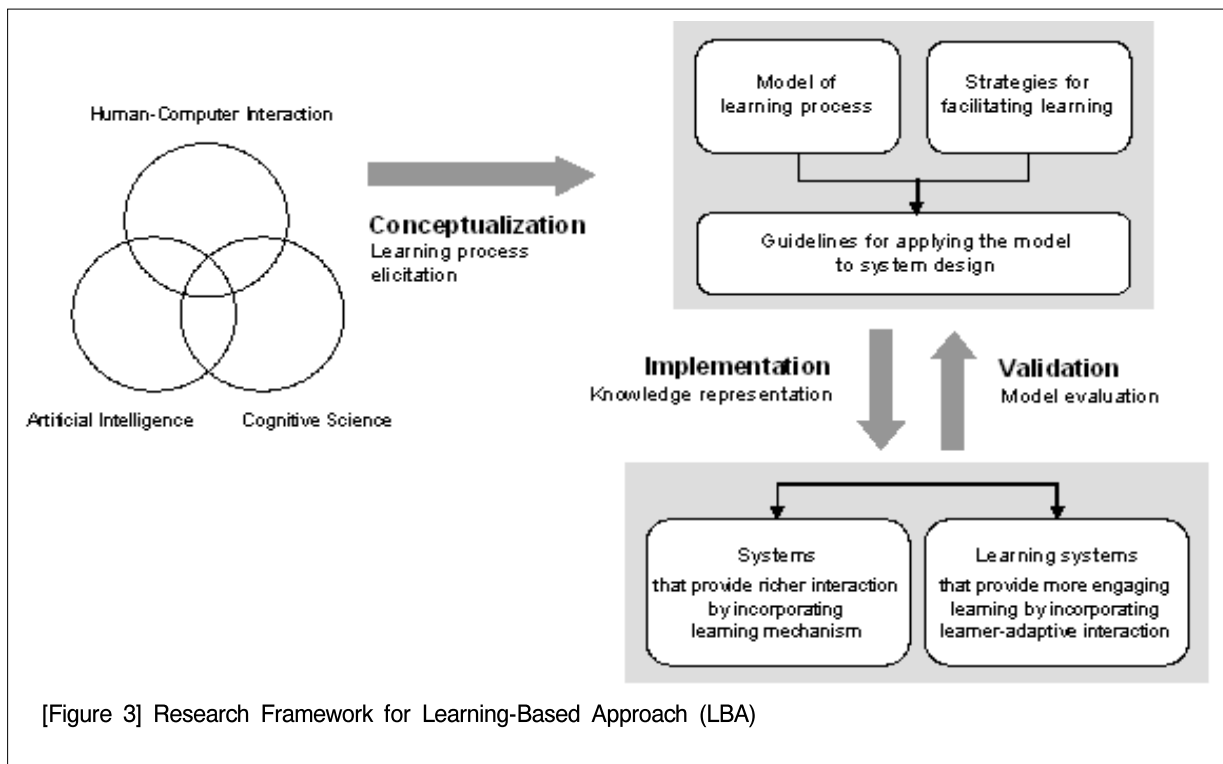 Human-Computer Interaction
Artificial Intelligence
Cognitive Science
Conceptualization
Learning process
elicitation
Model of
learning process
Strategies for
facilitating learning
Guidelines for applying the model
to system design
Implementation
Knowledge representation
Validation
Model evaluation
Systems
that provide richer interaction
by incorporating
learning mechanism
Learning systems
that provide more engaging
learning by incorporating
learner-adaptive interaction
[Figure 3] Research Framework for Learning-Based Approach (LBA)